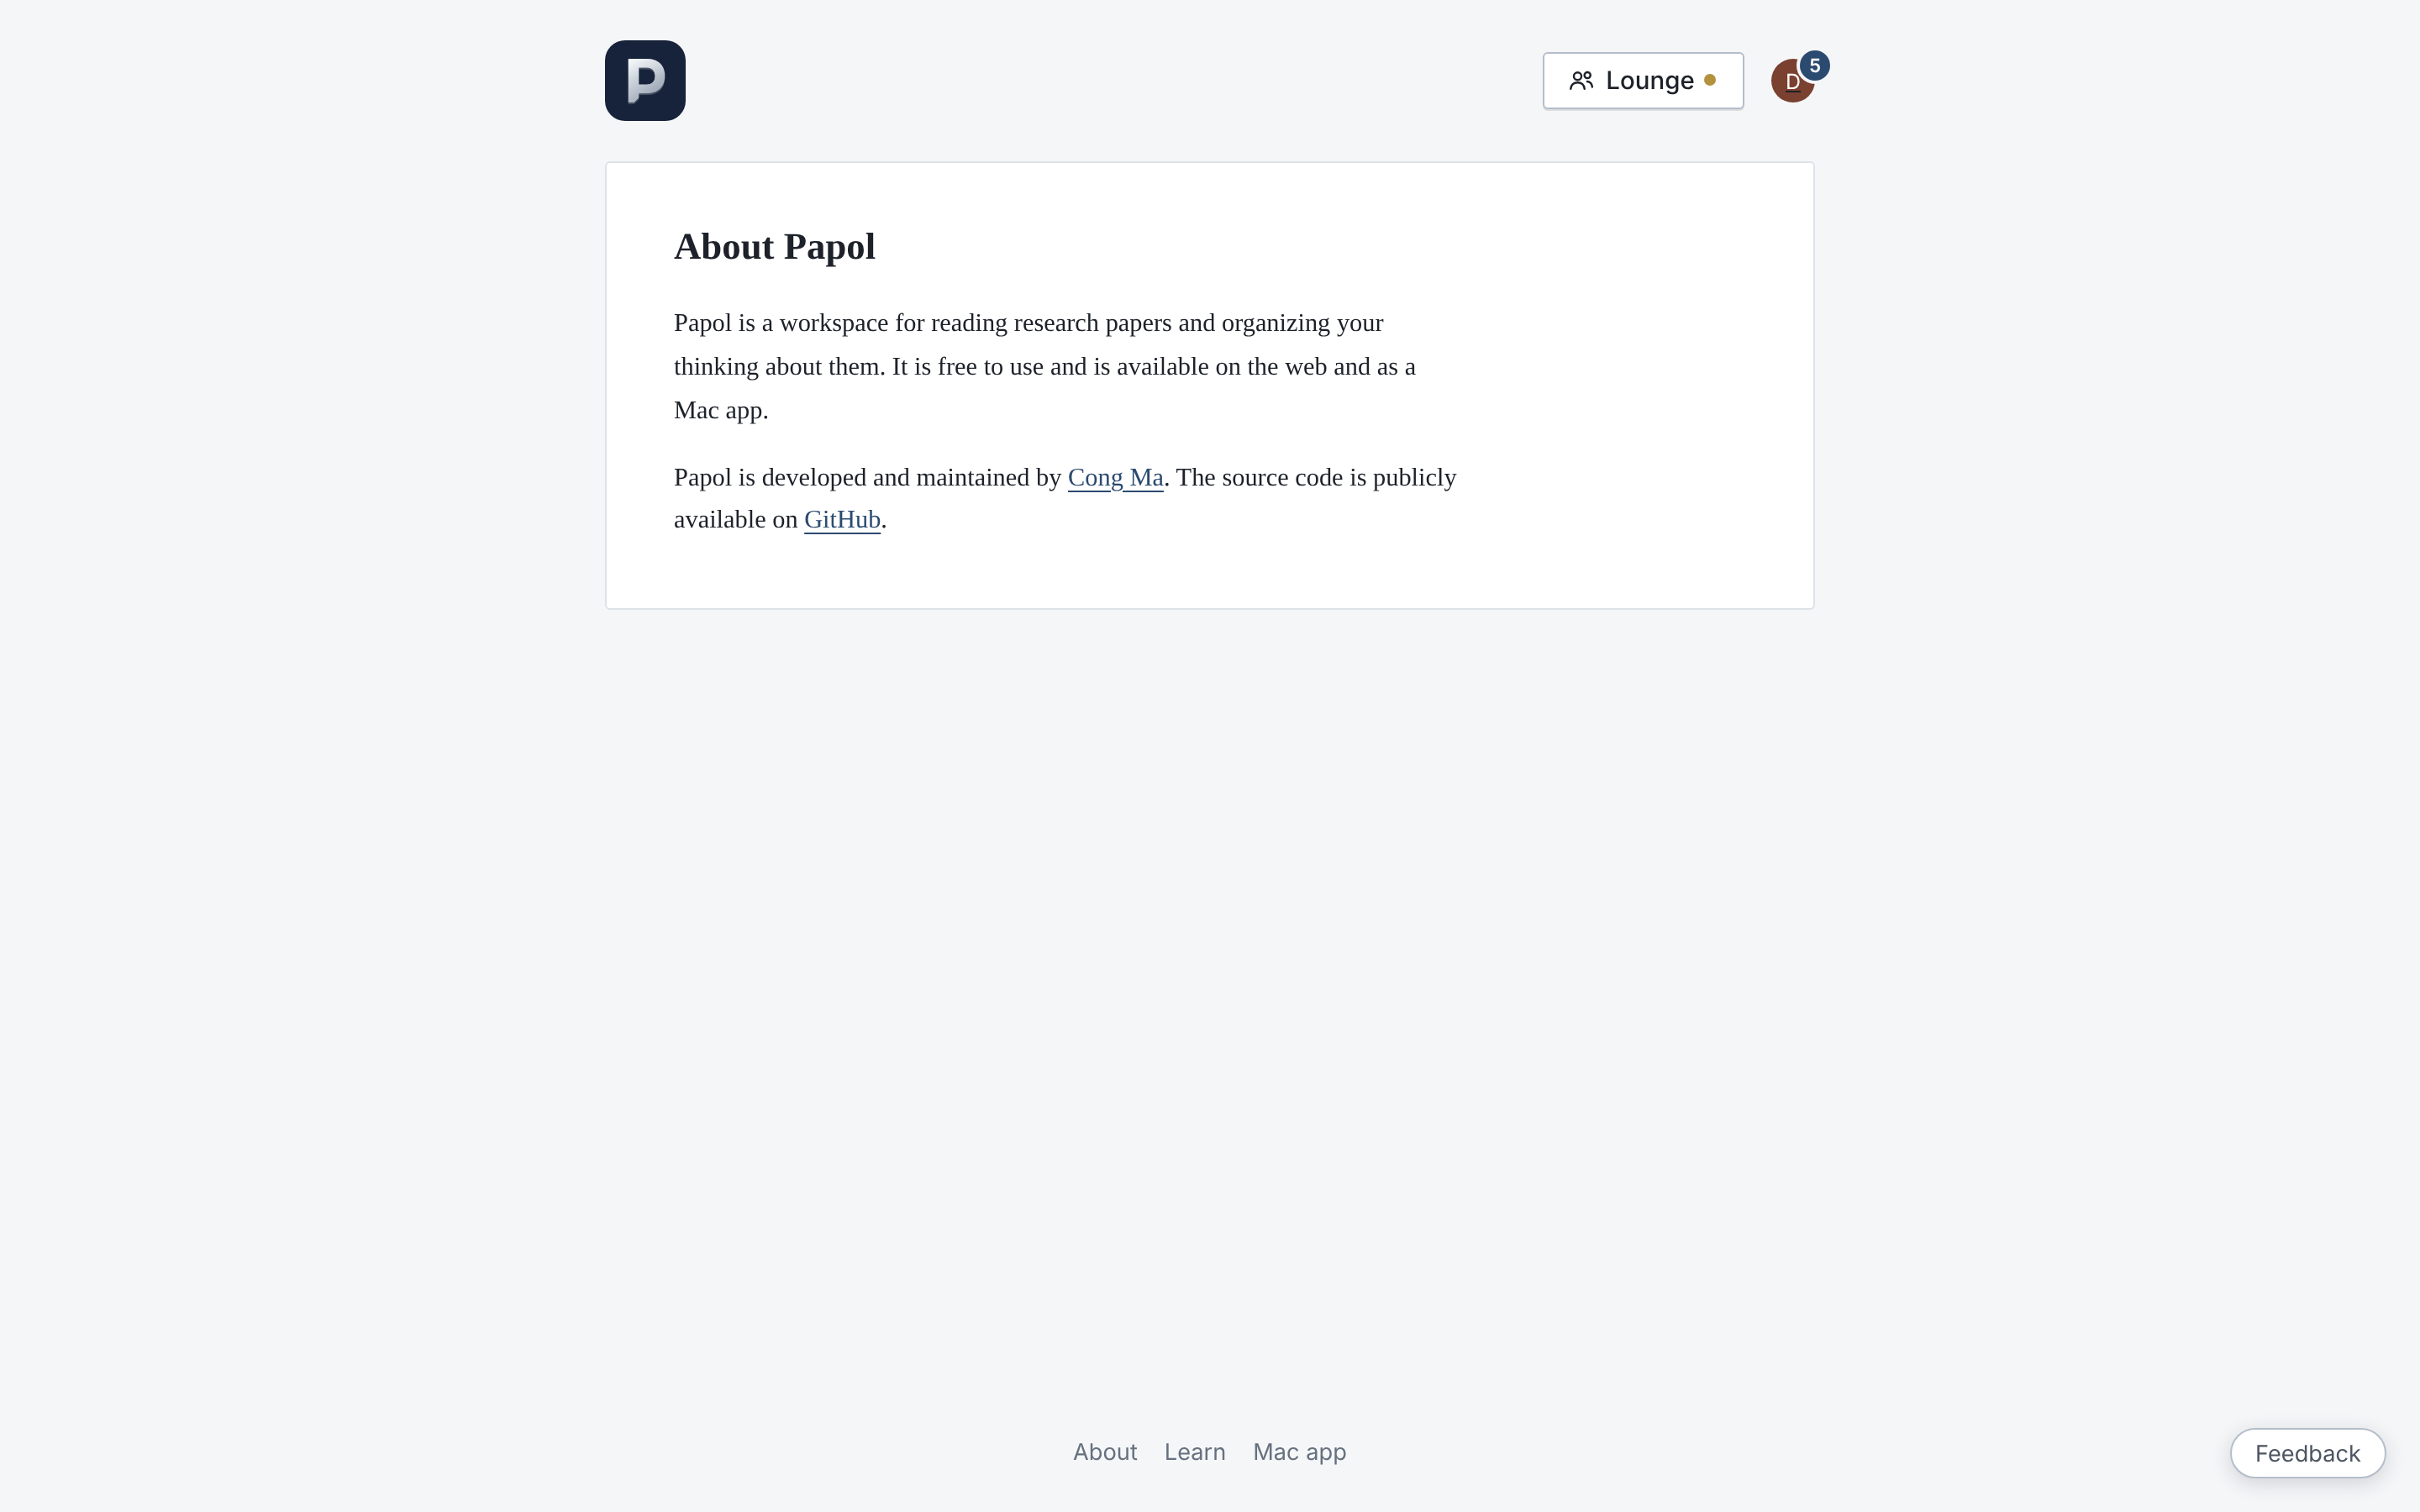 P
Lounge
D
5
About Papol
Papol is a workspace for reading research papers and organizing your
thinking about them. It is free to use and is available on the web and as a
Mac app.
Papol is developed and maintained by Cong Ma. The source code is publicly
available on GitHub.
About Learn Mac app
Feedback